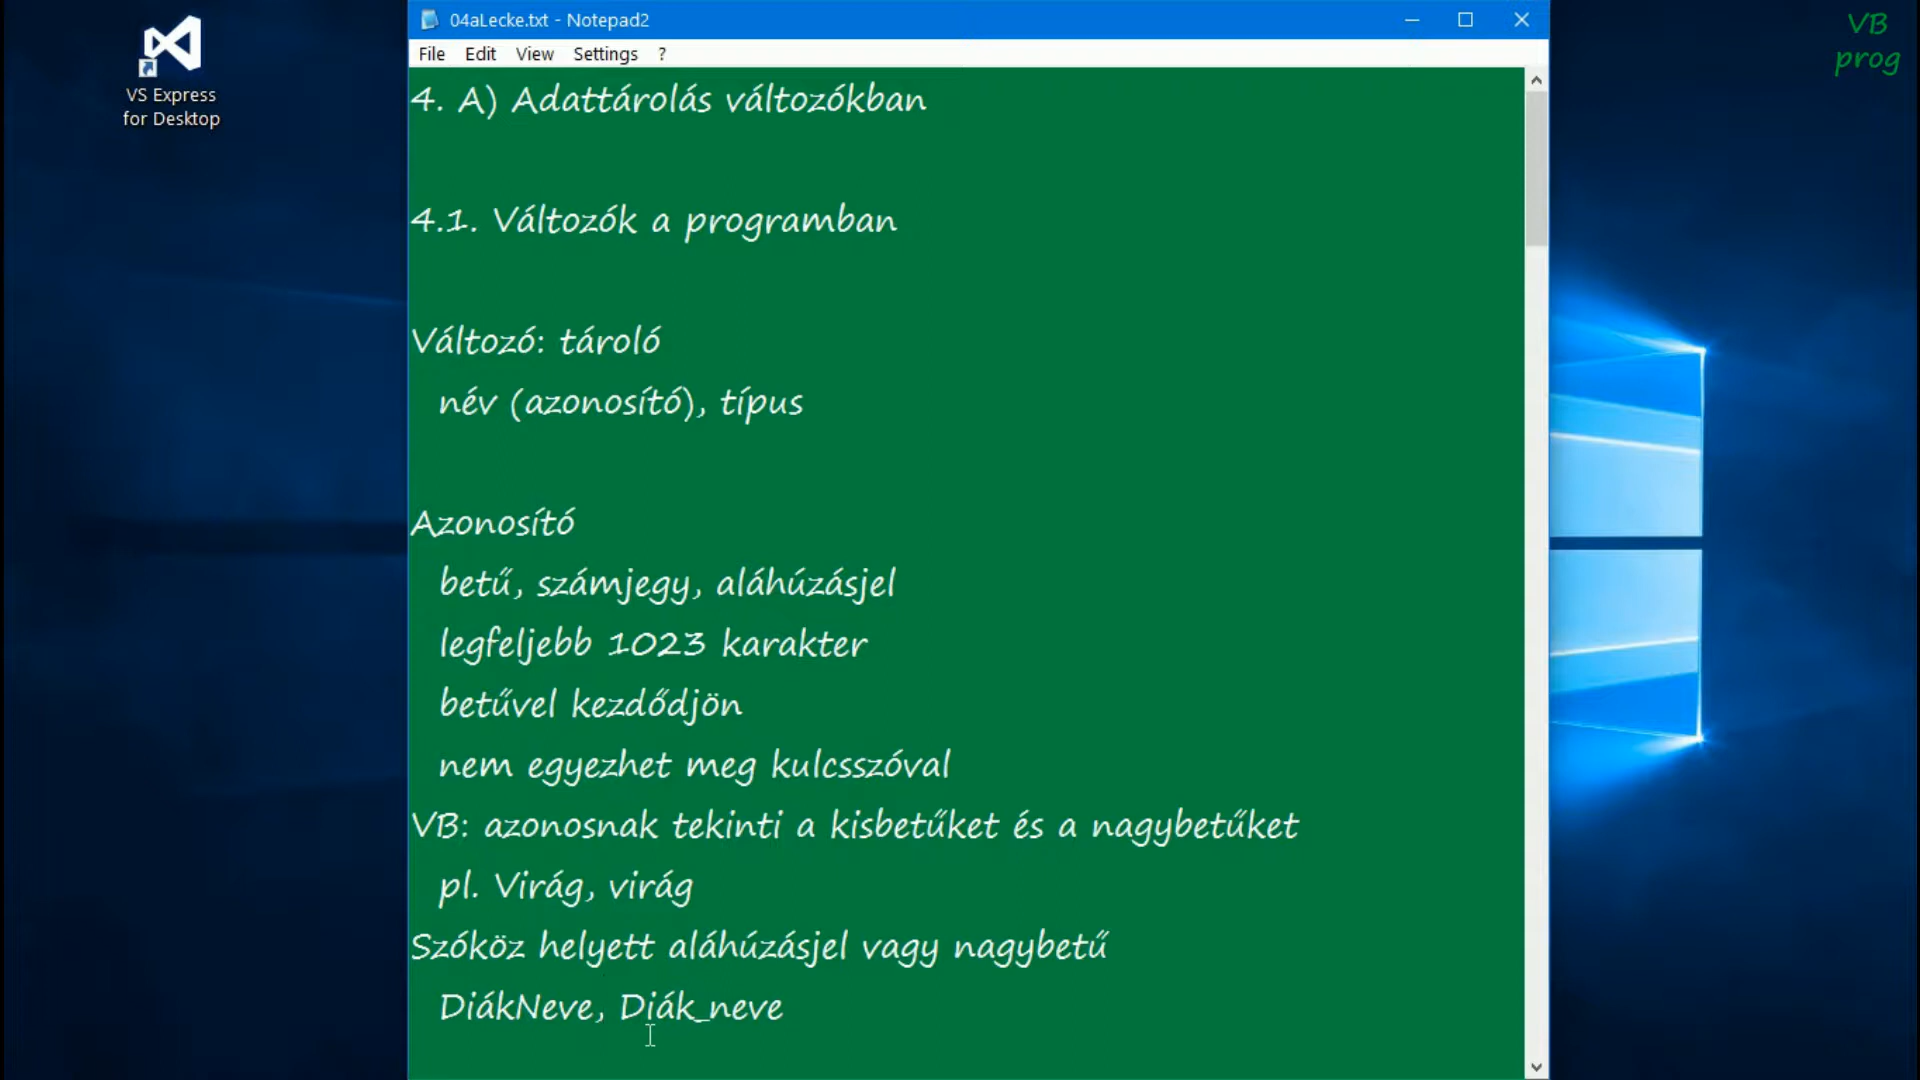 04aLecke.txt - Notepad2
File Edit View Settings ?
VS Express
for Desktop
VB
prog
4. A) Adattárolás változókban
4.1. Változók a programban
Változó: tároló
név (azonosító), típus
Azonosító
betű, számjegy, aláhúzásjel
legfeljebb 1023 karakter
betűvel kezdődjön
nem egyezhet meg kulcsszóval
VB: azonosnak tekinti a kisbetűket és a nagybetűket
pl. Virág, virág
Szóköz helyett aláhúzásjel vagy nagybetű
DiákNeve, Diák_neve